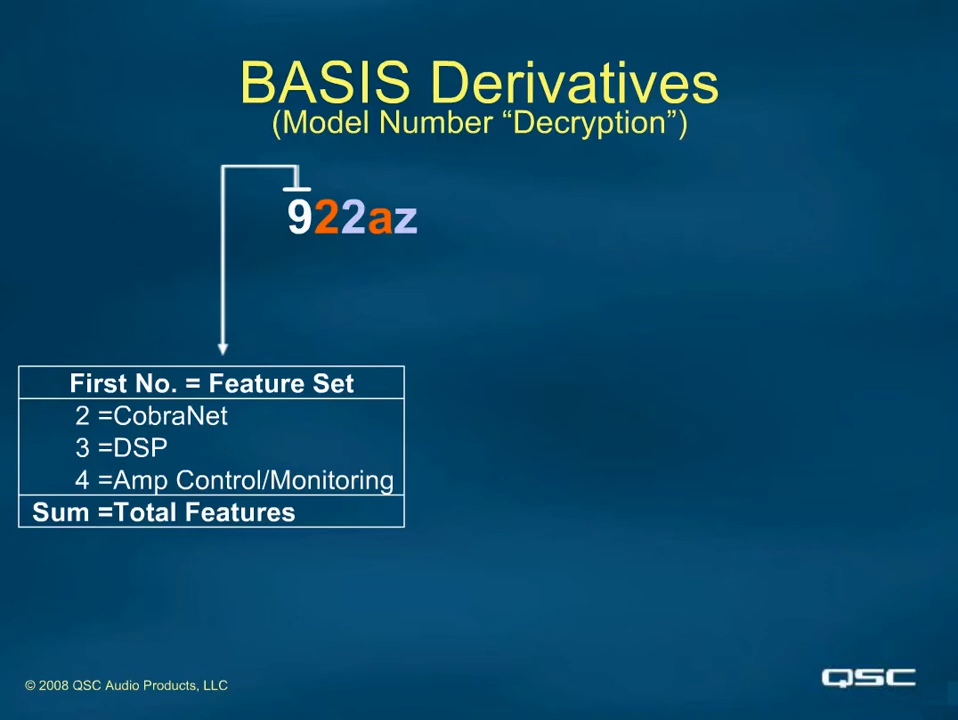 BASIS Derivatives
(Model Number “Decryption”)
922az
First No. = Feature Set
2 =CobraNet
3 =DSP
4 =Amp Control/Monitoring
Sum =Total Features
© 2008 QSC Audio Products, LLC
QSC